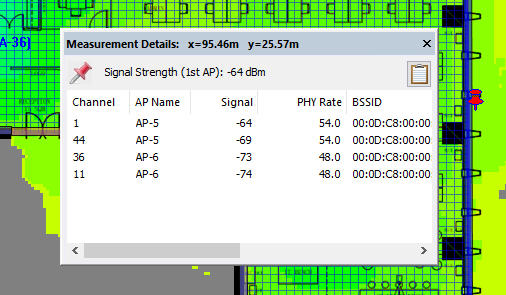 A-36]
Measurement Details: x=95.46m y=25.57m
Signal Strength (1st AP): -64 dBm
Channel AP Name Signal PHY Rate BSSID
1 AP-5 -64 54.0 00:0D:C8:00:00
44 AP-5 -69 54.0 00:0D:C8:00:00
36 AP-6 -73 48.0 00:0D:C8:00:00
11 AP-6 -74 48.0 00:0D:C8:00:00
RECEPTION